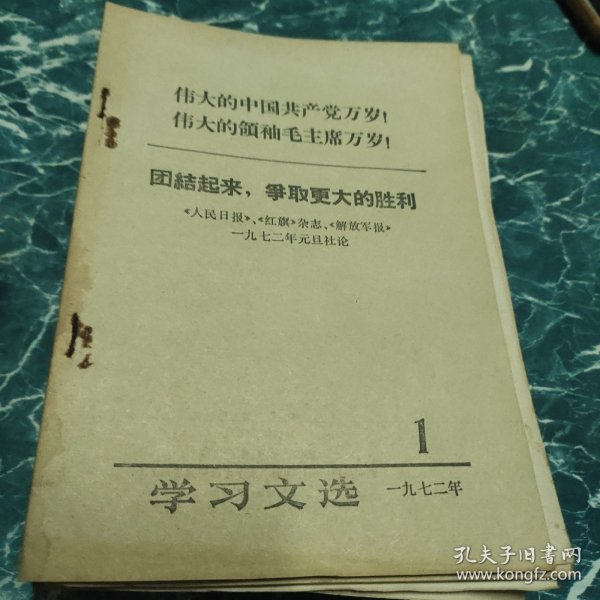 伟大的中国共产党万岁！
伟大的領袖毛主席万岁！
团結起来，爭取更大的胜利
《人民日报》、《红旗》杂志、《解放军报》
一九七二年元旦社论
1
学习文选 一九七二年
孔夫子旧书网
www.kongfz.com